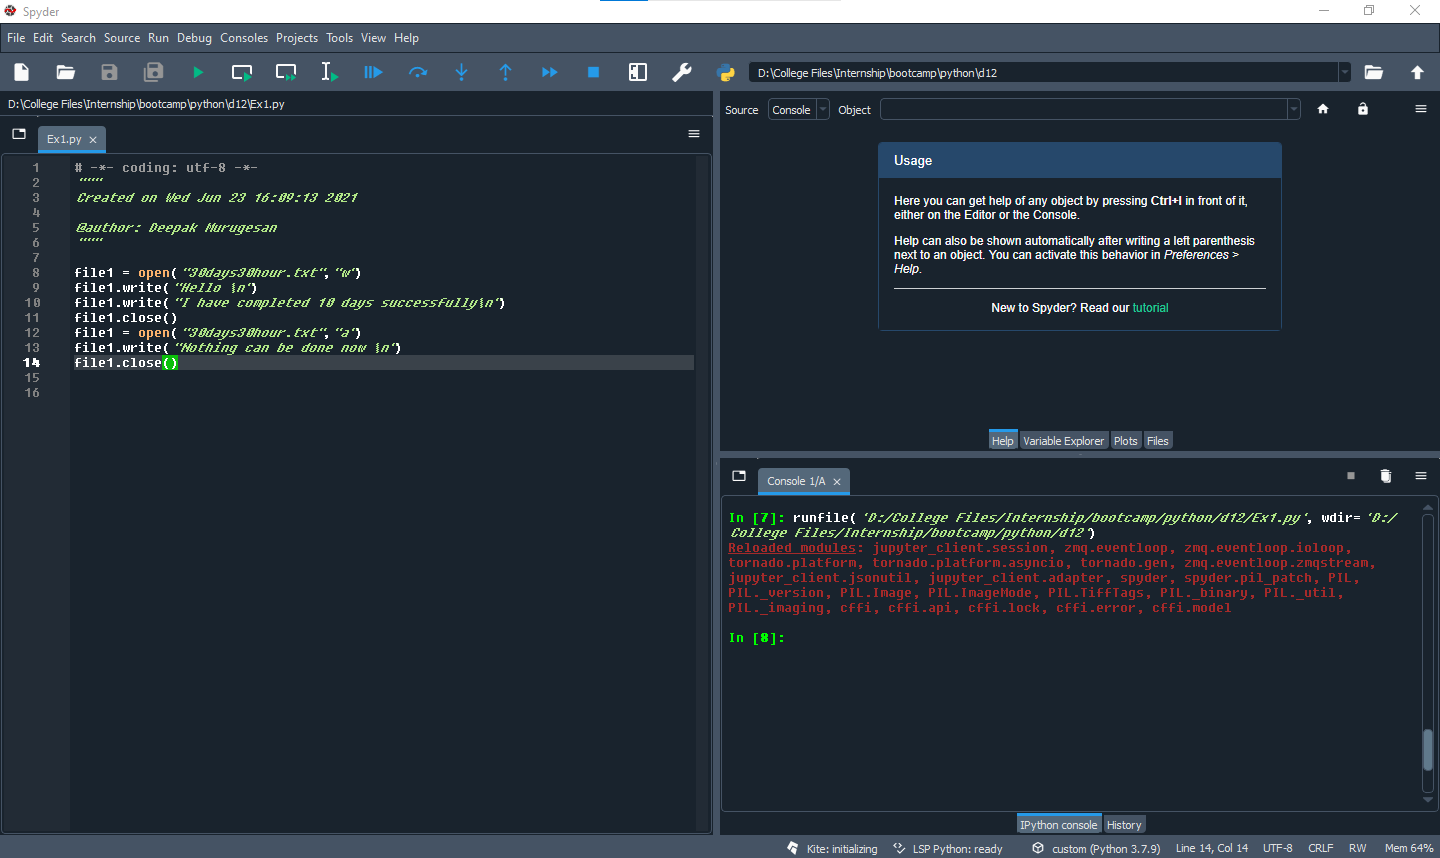 Spyder
File Edit Search Source Run Debug Consoles Projects Tools View Help
D:\College Files\Internship\bootcamp\python\d12
D:\College Files\Internship\bootcamp\python\d12\Ex1.py
Ex1.py
1 # -*- coding: utf-8 -*-
2 """
3 Created on Wed Jun 23 16:09:13 2021
4
5 @author: Deepak Murugesan
6 """
7
8 file1 = open("30days30hour.txt","w")
9 file1.write("Hello \n")
10 file1.write("I have completed 10 days successfully\n")
11 file1.close()
12 file1 = open("30days30hour.txt","a")
13 file1.write("Nothing can be done now \n")
14 file1.close()
15
16
Source Console Object
Usage
Here you can get help of any object by pressing Ctrl+I in front of it,
either on the Editor or the Console.
Help can also be shown automatically after writing a left parenthesis
next to an object. You can activate this behavior in Preferences >
Help.
New to Spyder? Read our tutorial
Help Variable Explorer Plots Files
Console 1/A
In [7]: runfile('D:/College Files/Internship/bootcamp/python/d12/Ex1.py', wdir='D:/
College Files/Internship/bootcamp/python/d12')
Reloaded modules: jupyter_client.session, zmq.eventloop, zmq.eventloop.ioloop,
tornado.platform, tornado.platform.asyncio, tornado.gen, zmq.eventloop.zmqstream,
jupyter_client.jsonutil, jupyter_client.adapter, spyder, spyder.pil_patch, PIL,
PIL._version, PIL.Image, PIL.ImageMode, PIL.TiffTags, PIL._binary, PIL._util,
PIL._imaging, cffi, cffi.api, cffi.lock, cffi.error, cffi.model
In [8]:
IPython console History
Kite: initializing LSP Python: ready custom (Python 3.7.9) Line 14, Col 14 UTF-8 CRLF RW Mem 64%